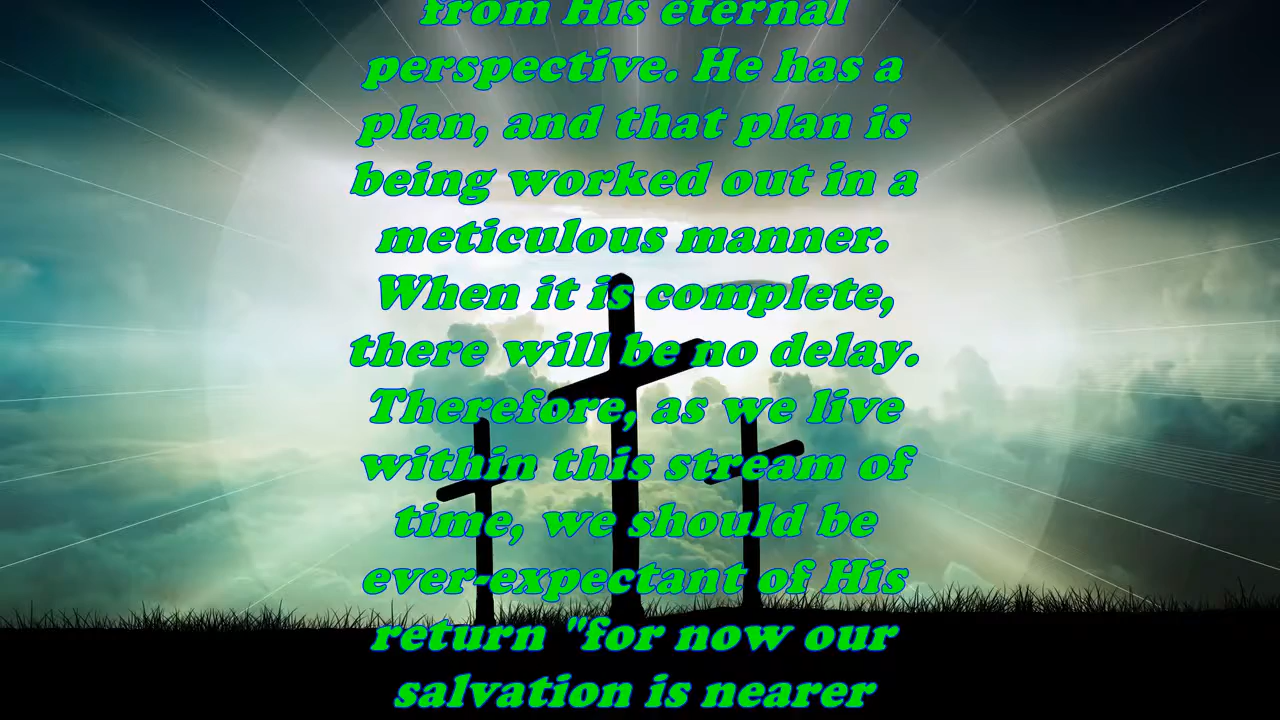 from His eternal
perspective. He has a
plan, and that plan is
being worked out in a
meticulous manner.
When it is complete,
there will be no delay.
Therefore, as we live
within this stream of
time, we should be
ever-expectant of His
return "for now our
salvation is nearer